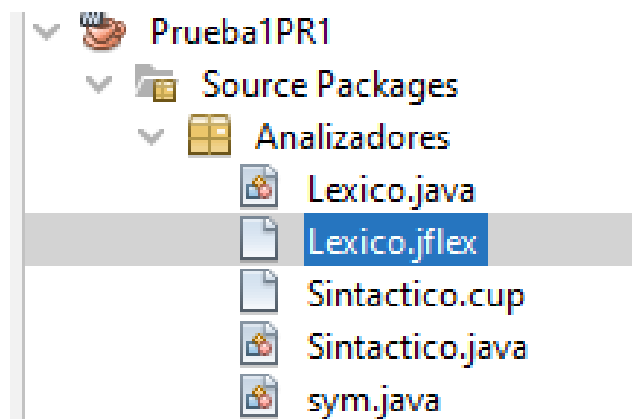 Prueba1PR1
Source Packages
Analizadores
Lexico.java
Lexico.jflex
Sintactico.cup
Sintactico.java
sym.java